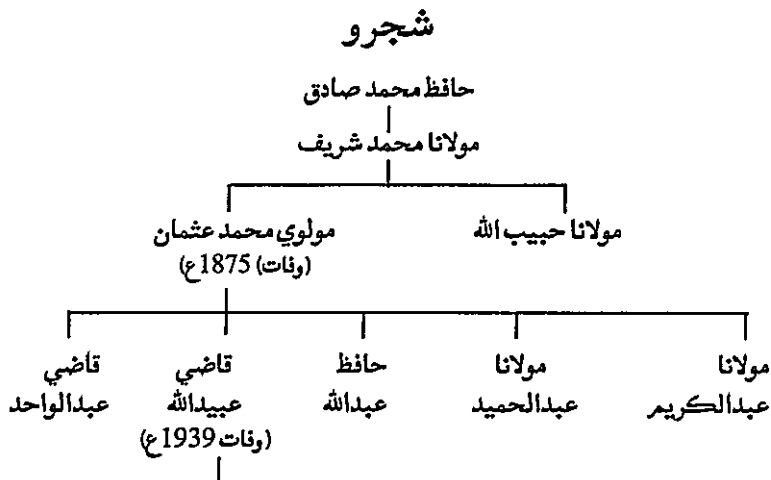 شجرو
حافظ محمد صادق
مولانا محمد شريف
مولانا حبيب الله
مولوي محمد عثمان
(وفات) 1875ع)
مولانا
عبدالڪريم
مولانا
عبدالحميد
حافظ
عبدالله
قاضي
عبيدالله
(وفات 1939ع)
قاضي
عبدالواحد